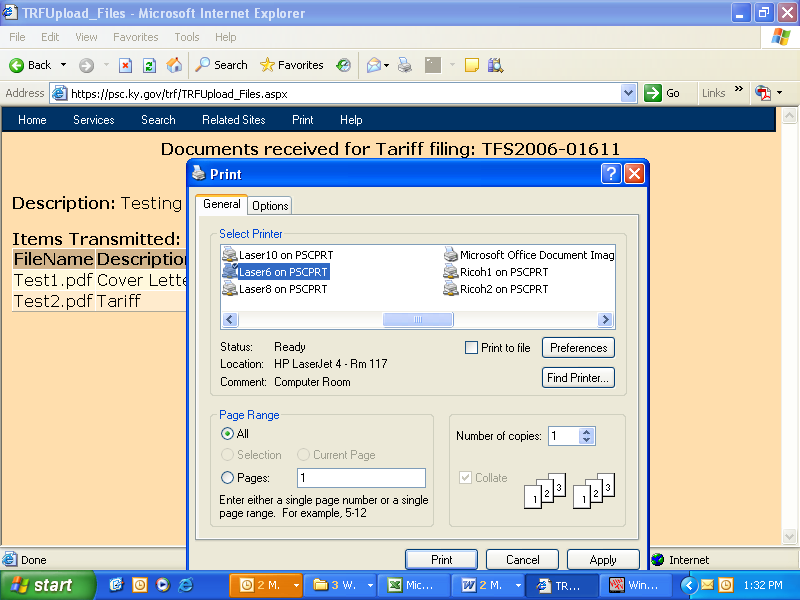 TRFUpload_Files - Microsoft Internet Explorer
File Edit View Favorites Tools Help
Back Search Favorites
Address https://psc.ky.gov/trf/TRFUpload_Files.aspx Go Links »
Home Services Search Related Sites Print Help
Documents received for Tariff filing: TFS2006-01611
Description: Testing
Items Transmitted:
FileName Description
Test1.pdf Cover Lette
Test2.pdf Tariff
Print
General Options
Select Printer
Laser10 on PSCPRT Microsoft Office Document Imag
Laser6 on PSCPRT Ricoh1 on PSCPRT
Laser8 on PSCPRT Ricoh2 on PSCPRT
Status: Ready Print to file Preferences
Location: HP LaserJet 4 - Rm 117
Comment: Computer Room Find Printer...
Page Range
All Number of copies: 1
Selection Current Page
Pages: 1 Collate
1 2 3 1 2 3
Enter either a single page number or a single
page range. For example, 5-12
Print Cancel Apply
Done Internet
start 2 M. 3 W. Mic... 2 M. TR... Win... 1:32 PM